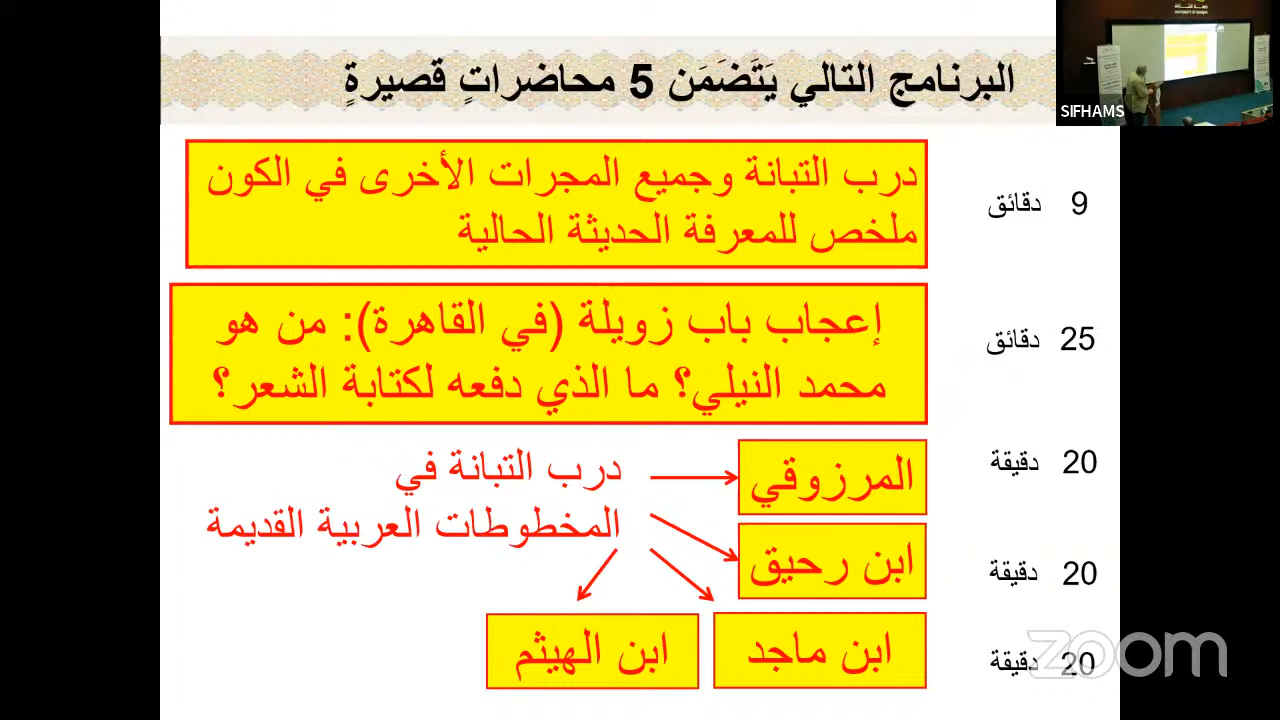 البرنامج التالي يَتَضَمَن 5 محاضراتٍ قصيرةٍ
SIFHAMS
9 دقائق
درب التبانة وجميع المجرات الأخرى في الكون
ملخص للمعرفة الحديثة الحالية
25 دقائق
إعجاب باب زويلة (في القاهرة): من هو
محمد النيلي؟ ما الذي دفعه لكتابة الشعر؟
20 دقيقة
المرزوقي
درب التبانة في
المخطوطات العربية القديمة
20 دقيقة
ابن رحيق
20 دقيقة
ابن ماجد
ابن الهيثم
zoom